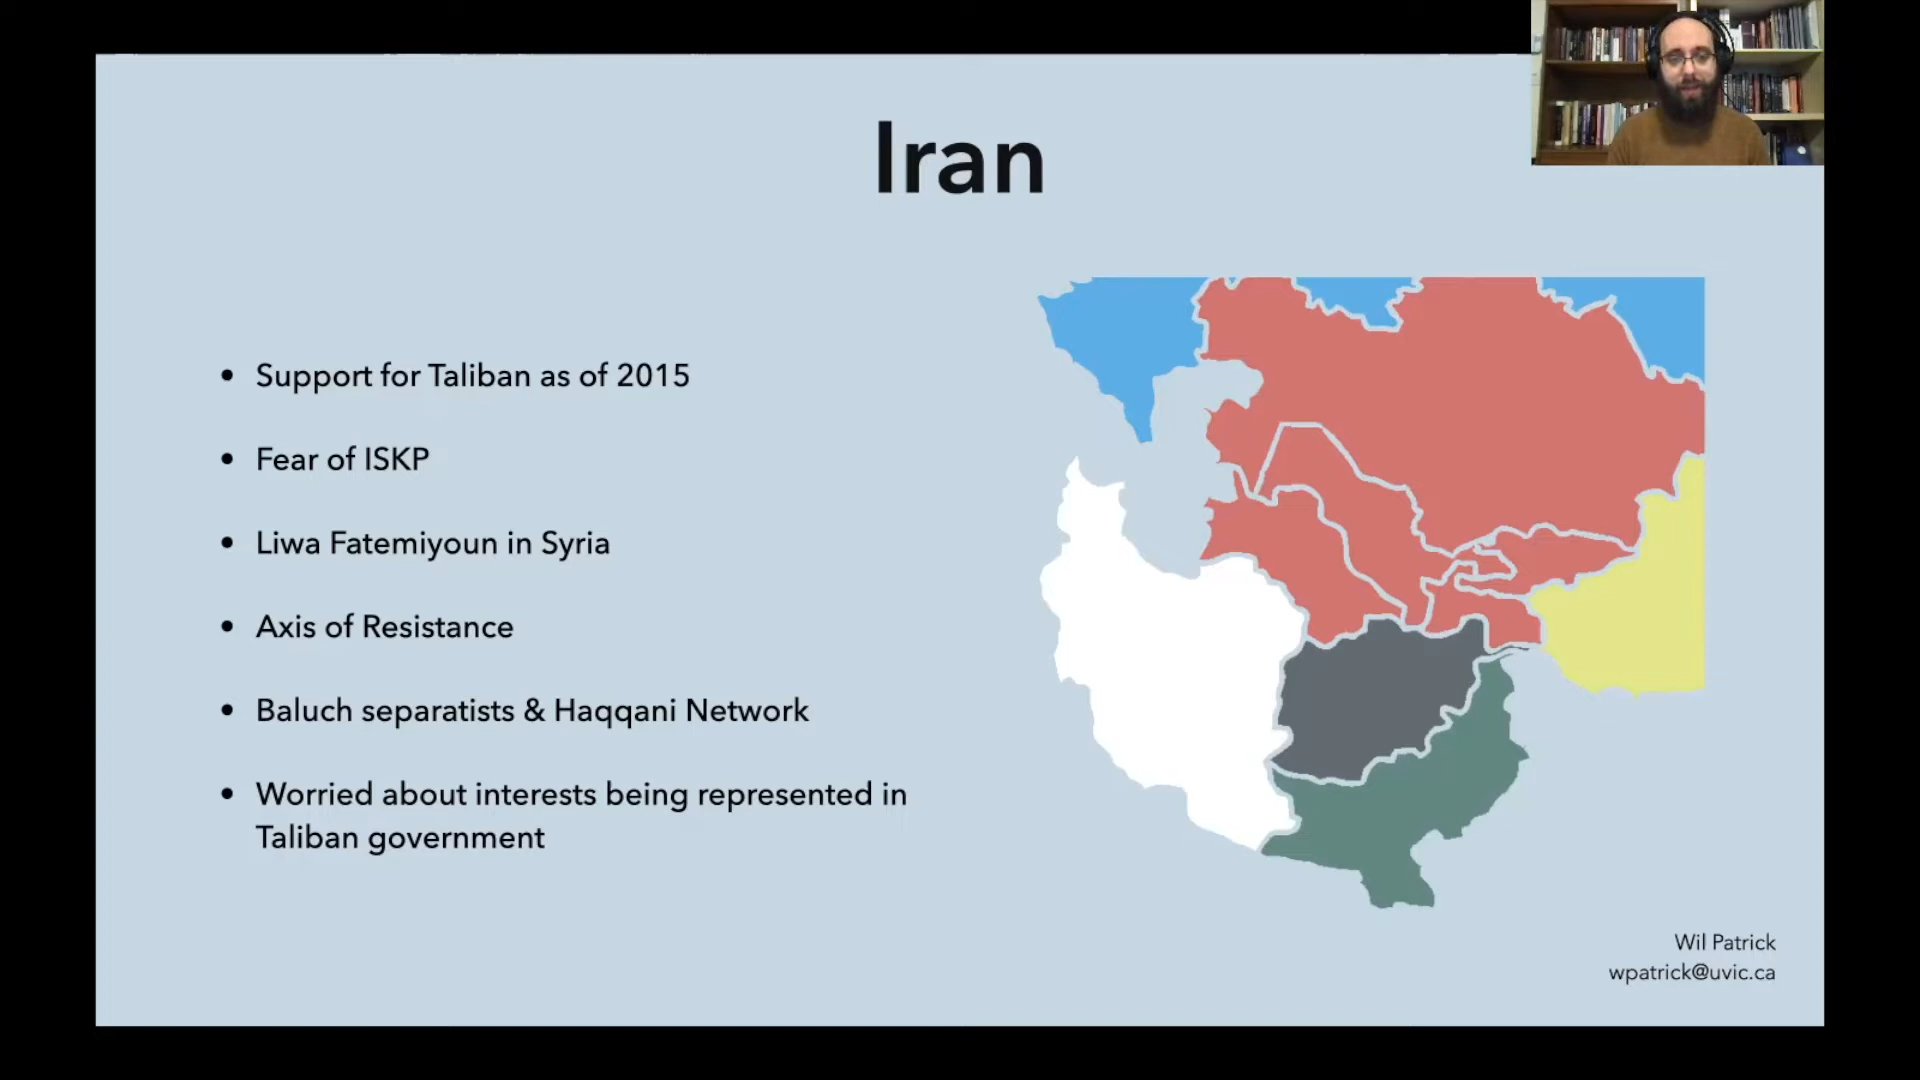 Iran
• Support for Taliban as of 2015
• Fear of ISKP
• Liwa Fatemiyoun in Syria
• Axis of Resistance
• Baluch separatists & Haqqani Network
• Worried about interests being represented in
Taliban government
Wil Patrick
wpatrick@uvic.ca